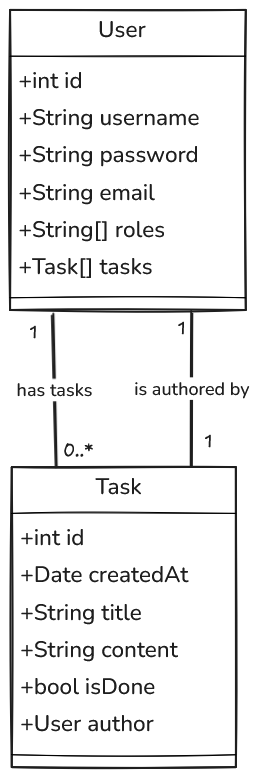 User
+int id
+String username
+String password
+String email
+String[] roles
+Task[] tasks
1
1
has tasks
is authored by
0..*
1
Task
+int id
+Date createdAt
+String title
+String content
+bool isDone
+User author